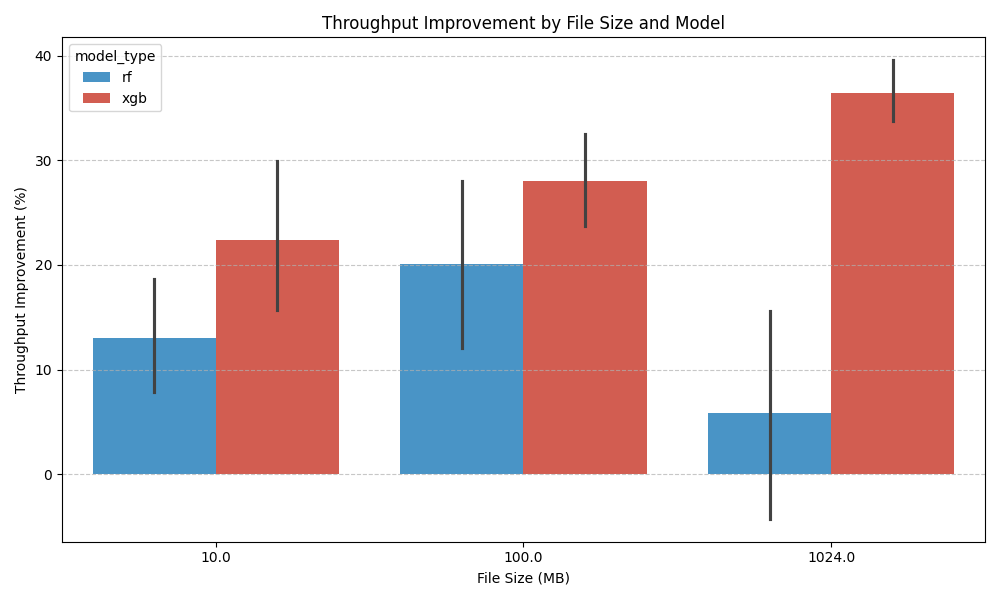 Throughput Improvement by File Size and Model
model_type
rf
xgb
Throughput Improvement (%)
40
30
20
10
0
10.0
100.0
1024.0
File Size (MB)